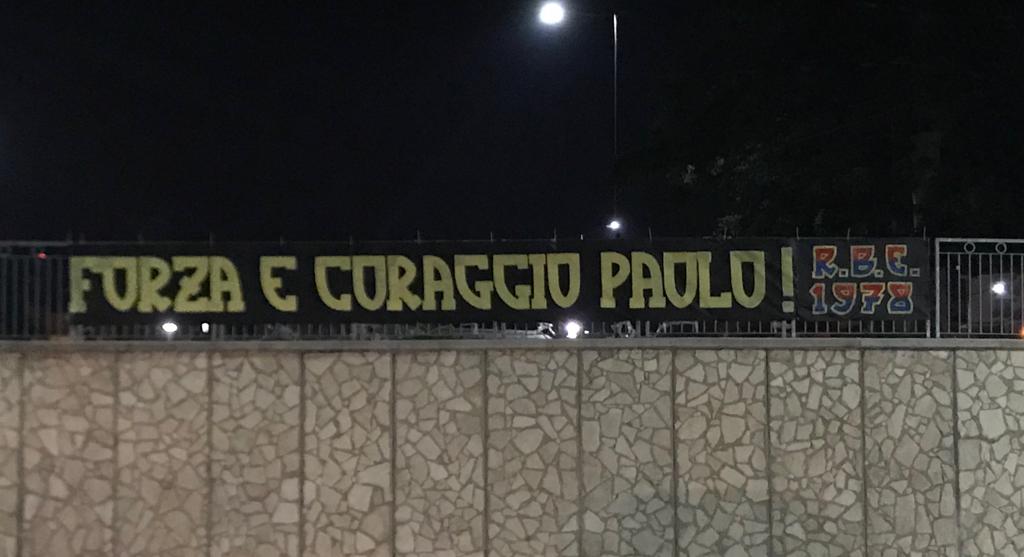 FORZA E CORAGGIO PAOLO!
R.B.E.
1978